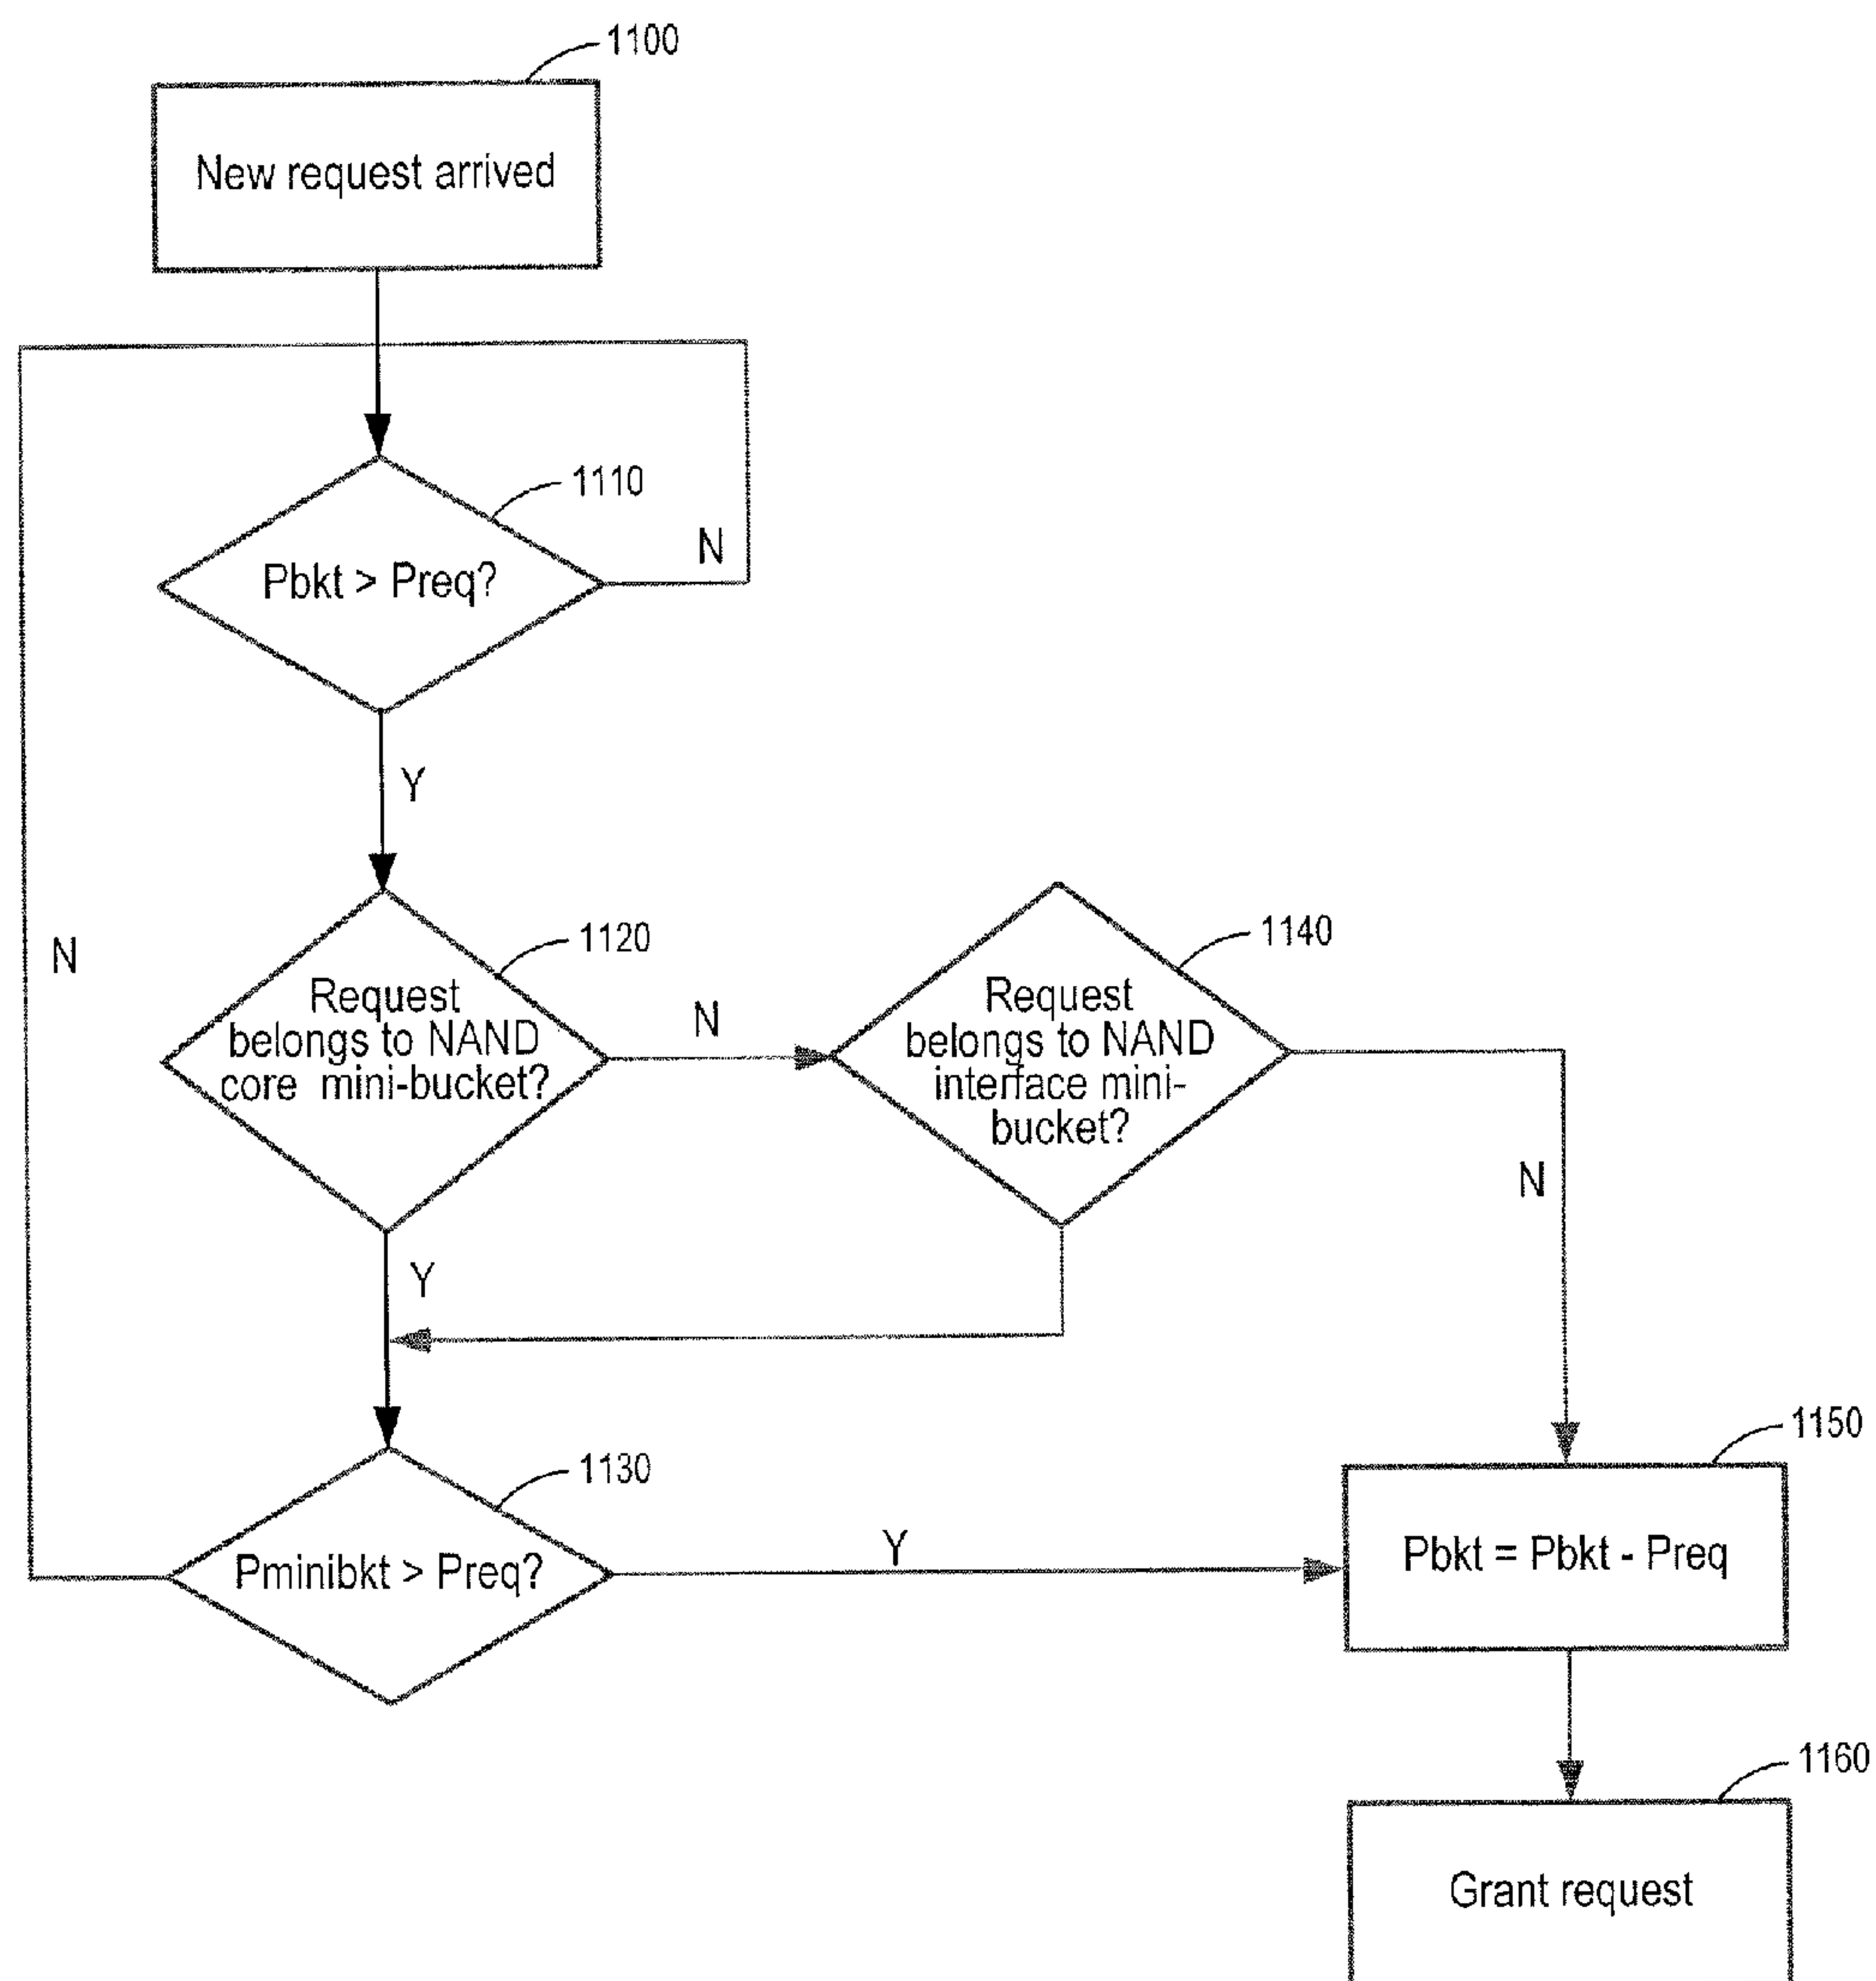 1100
New request arrived
1110
Pbkt > Preq?
N
Y
N
1120
Request
belongs to NAND
core mini-bucket?
N
1140
Request
belongs to NAND
interface mini-
bucket?
N
Y
1130
Pminibkt > Preq?
Y
1150
Pbkt = Pbkt - Preq
1160
Grant request